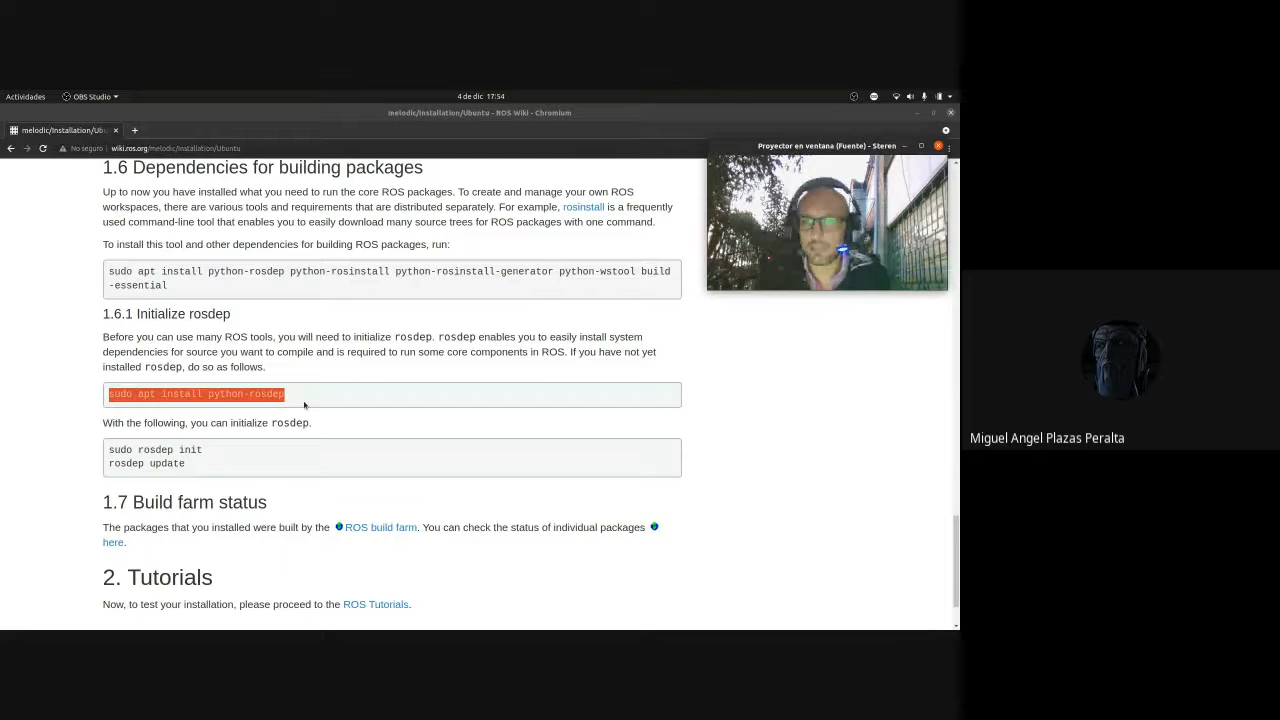 Actividades
OBS Studio
4 de dic 17:54
melodic/Installation/Ubuntu - ROS Wiki - Chromium
melodic/Installation/Ubu
No seguro
wiki.ros.org/melodic/Installation/Ubuntu
Proyector en ventana (Fuente) - Steren
1.6 Dependencies for building packages
Up to now you have installed what you need to run the core ROS packages. To create and manage your own ROS
workspaces, there are various tools and requirements that are distributed separately. For example, rosinstall is a frequently
used command-line tool that enables you to easily download many source trees for ROS packages with one command.
To install this tool and other dependencies for building ROS packages, run:
sudo apt install python-rosdep python-rosinstall python-rosinstall-generator python-wstool build
-essential
1.6.1 Initialize rosdep
Before you can use many ROS tools, you will need to initialize rosdep. rosdep enables you to easily install system
dependencies for source you want to compile and is required to run some core components in ROS. If you have not yet
installed rosdep, do so as follows.
sudo apt install python-rosdep
With the following, you can initialize rosdep.
sudo rosdep init
rosdep update
1.7 Build farm status
The packages that you installed were built by the ROS build farm. You can check the status of individual packages
here.
2. Tutorials
Now, to test your installation, please proceed to the ROS Tutorials.
Miguel Angel Plazas Peralta